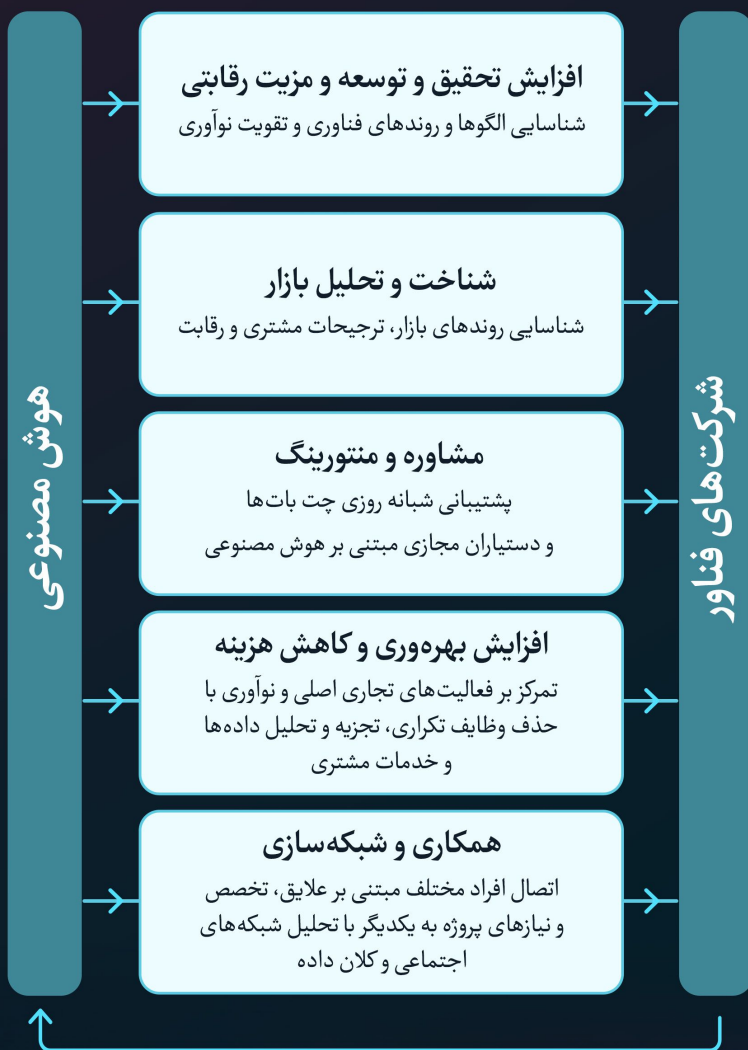 هوش مصنوعی
افزایش تحقیق و توسعه و مزیت رقابتی
شناسایی الگوها و روندهای فناوری و تقویت نوآوری
شناخت و تحلیل بازار
شناسایی روندهای بازار، ترجیحات مشتری و رقابت
مشاوره و منتورینگ
پشتیبانی شبانه روزی چت بات‌ها
و دستیاران مجازی مبتنی بر هوش مصنوعی
افزایش بهره‌وری و کاهش هزینه
تمرکز بر فعالیت‌های تجاری اصلی و نوآوری با
حذف وظایف تکراری، تجزیه و تحلیل داده‌ها
و خدمات مشتری
همکاری و شبکه‌سازی
اتصال افراد مختلف مبتنی بر علایق، تخصص
و نیازهای پروژه به یکدیگر با تحلیل شبکه‌های
اجتماعی و کلان داده
شرکت‌های فناور